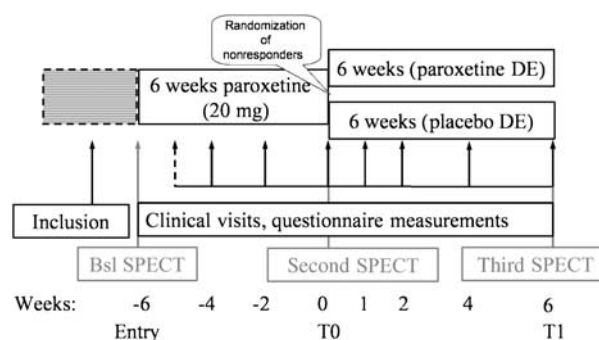 Randomization
of
nonresponders
6 weeks paroxetine
(20 mg)
6 weeks (paroxetine DE)
6 weeks (placebo DE)
Inclusion
Clinical visits, questionnaire measurements
Bsl SPECT
Second SPECT
Third SPECT
Weeks: -6 -4 -2 0 1 2 4 6
Entry T0 T1